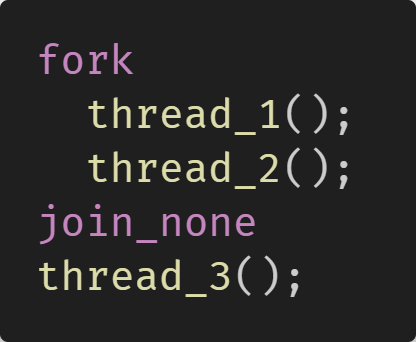 fork
  thread_1();
  thread_2();
join_none
thread_3();